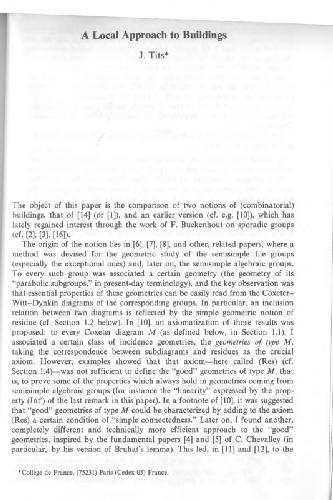 A Local Approach to Buildings
J. Tits*
The object of this paper is the comparison of two notions of (combinatorial)
buildings, that of [14] (or [1]), and an earlier version (cf. e.g. [10]), which has
lately regained interest through the work of F. Buekenhout on sporadic groups
(cf. [2], [3], [16]).
The origin of the notion lies in [6], [7], [8], and other, related papers, where a
method was devised for the geometric study of the semisimple Lie groups
(especially the exceptional ones) and, later on, the semisimple algebraic groups.
To every such group was associated a certain geometry (the geometry of its
"parabolic subgroups," in present-day terminology), and the key observation was
that essential properties of these geometries can be easily read from the Coxeter–
Witt–Dynkin diagrams of the corresponding groups. In particular, an inclusion
relation between two diagrams is reflected by the simple geometric notion of
residue (cf. Section 1.2 below). In [10], an axiomatization of those results was
proposed: to every Coxeter diagram M (as defined below, in Section 1.1), I
associated a certain class of incidence geometries, the geometries of type M,
taking the correspondence between subdiagrams and residues as the crucial
axiom. However, examples showed that that axiom—here called (Res) (cf.
Section 1.4)—was not sufficient to define the "good" geometries of type M, that
is, to prove some of the properties which always hold in geometries coming from
semisimple algebraic groups (for instance the "linearity" expressed by the prop-
erty (Int') of the last remark in this paper). In a footnote of [10], it was suggested
that "good" geometries of type M could be characterized by adding to the axiom
(Res) a certain condition of "simple connectedness." Later on, I found another,
completely different and technically more efficient approach to the "good"
geometries, inspired by the fundamental papers [4] and [5] of C. Chevalley (in
particular, by his version of Bruhat's lemma). This led, in [11] and [13], to the
*Collège de France, (75231) Paris (Cedex 05) France.